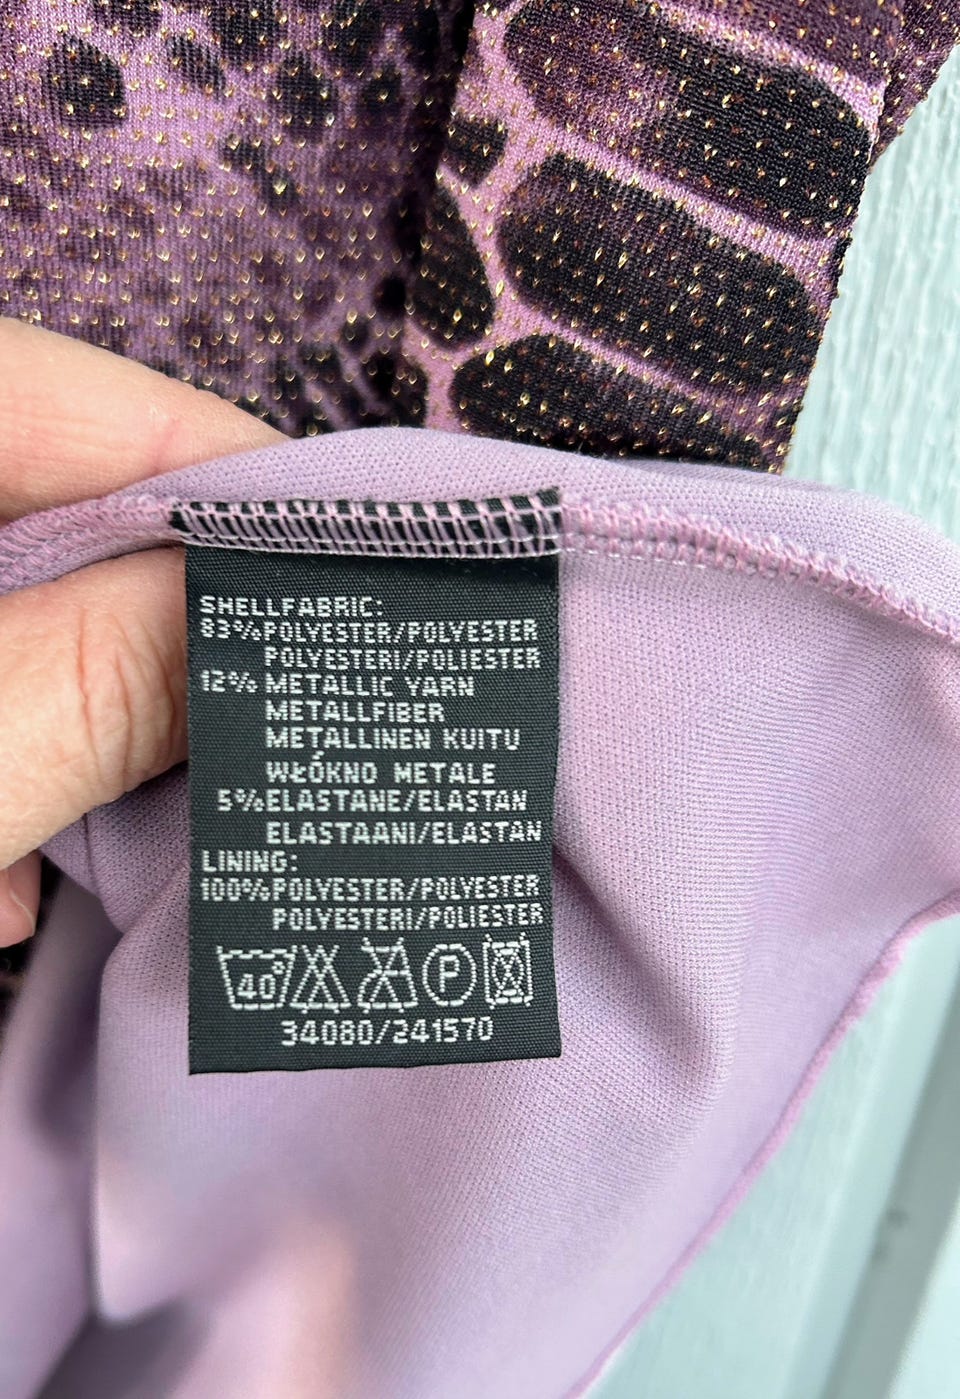 SHELLFABRIC:
83% POLYESTER/POLYESTER
POLYESTERI/POLIESTER
12% METALLIC YARN
METALLFIBER
METALLINEN KUITU
WŁÓKNO METALE
5% ELASTANE/ELASTAN
ELASTAANI/ELASTAN
LINING:
100% POLYESTER/POLYESTER
POLYESTERI/POLIESTER
40° P
34080/241570